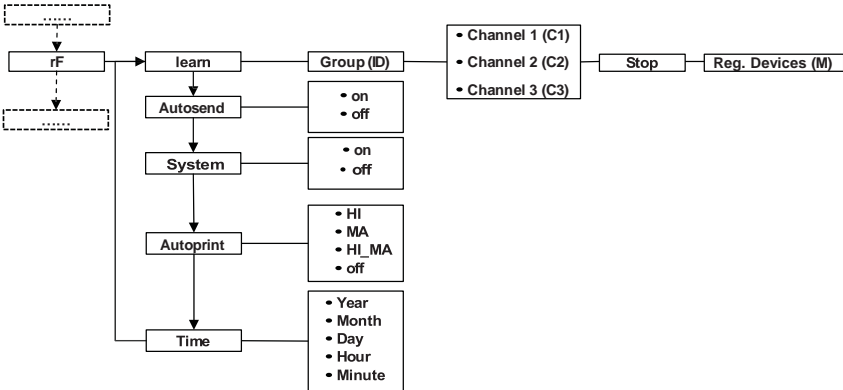 ......
rF
......
learn
Group (ID)
• Channel 1 (C1)
• Channel 2 (C2)
• Channel 3 (C3)
Stop
Reg. Devices (M)
Autosend
• on
• off
System
• on
• off
Autoprint
• HI
• MA
• HI_MA
• off
Time
• Year
• Month
• Day
• Hour
• Minute